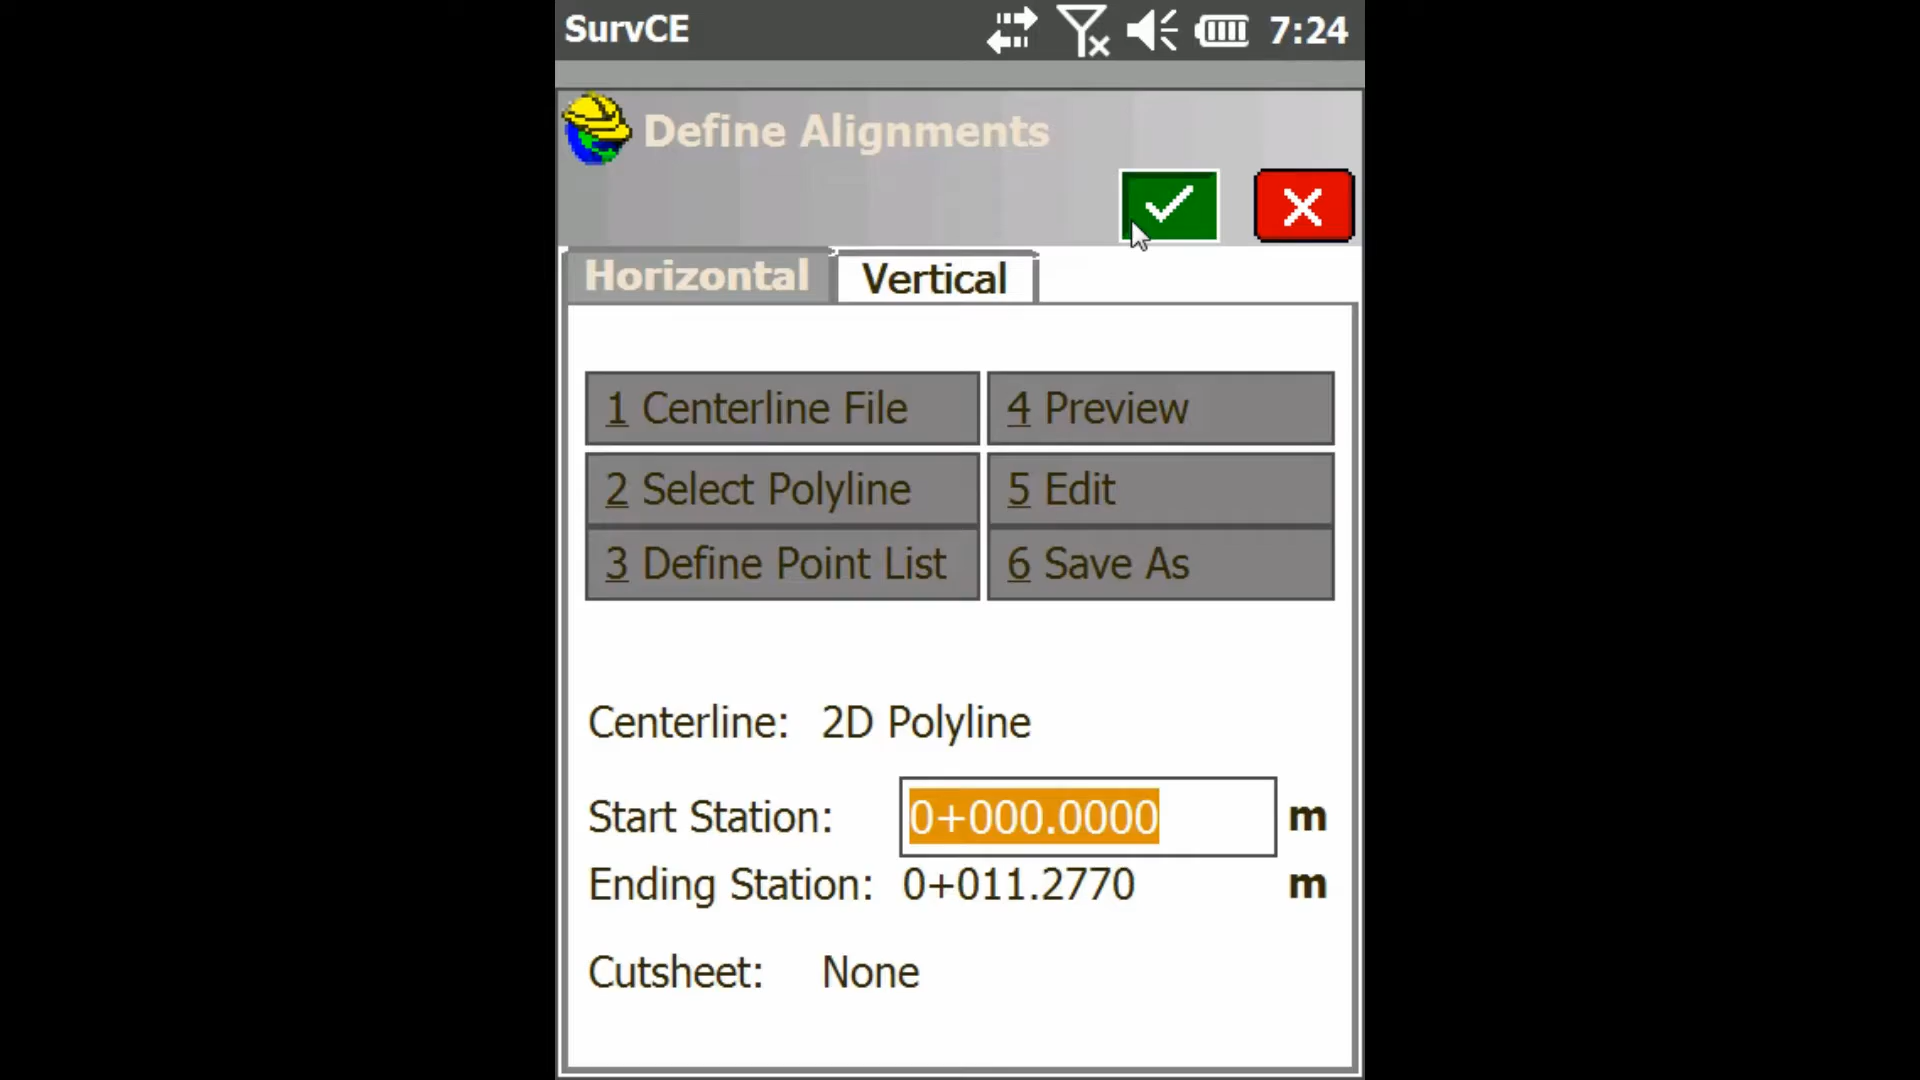 SurvCE 7:24
Define Alignments
Horizontal Vertical
1 Centerline File 4 Preview
2 Select Polyline 5 Edit
3 Define Point List 6 Save As
Centerline: 2D Polyline
Start Station: 0+000.0000 m
Ending Station: 0+011.2770 m
Cutsheet: None